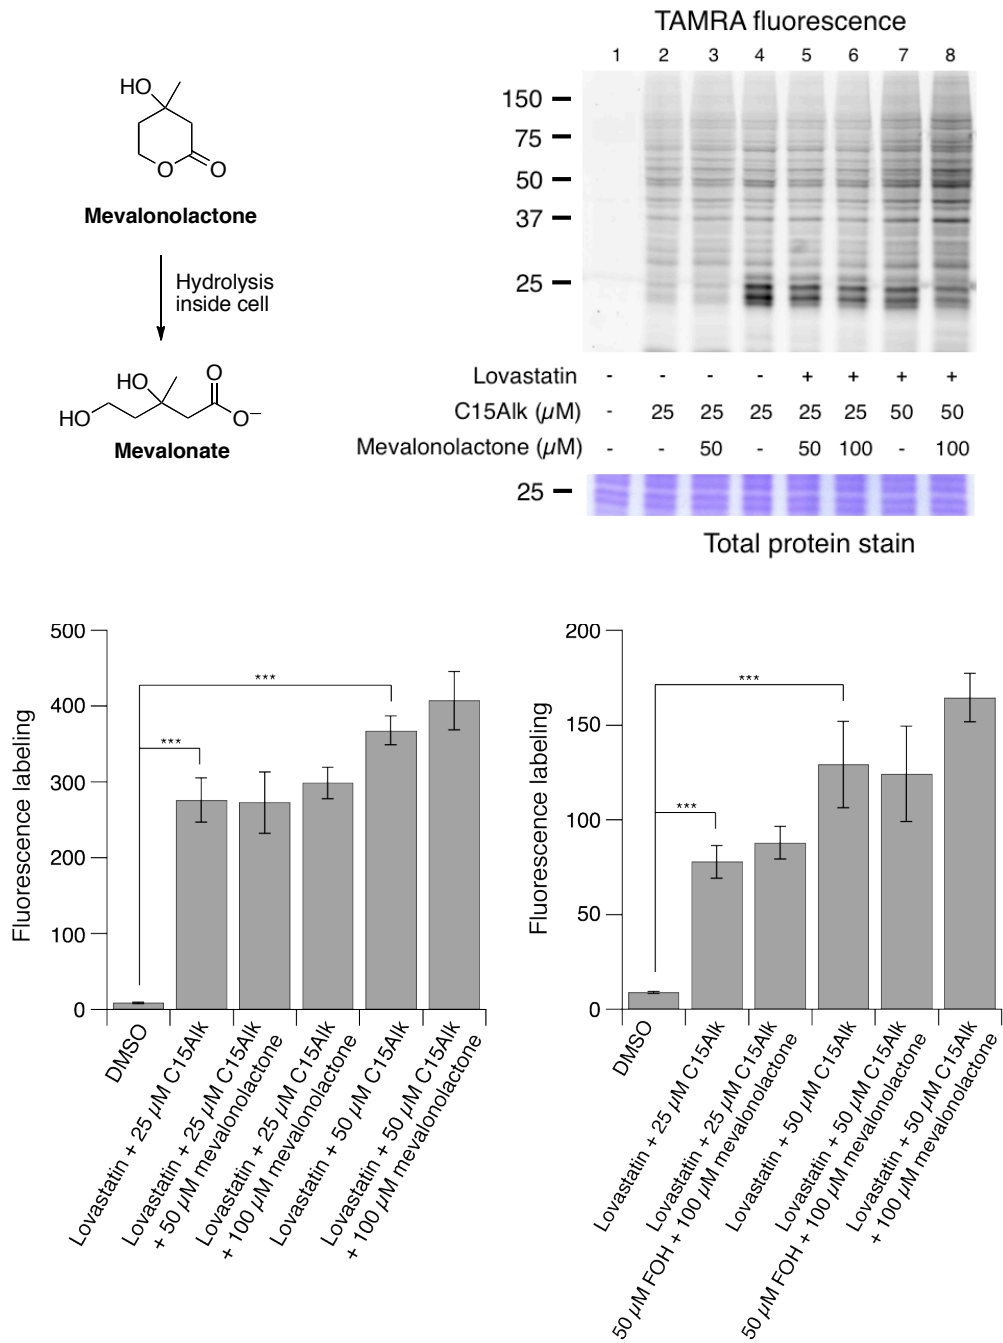 HO
O
O
Mevalonolactone
Hydrolysis
inside cell
HO
HO
O
O–
Mevalonate
TAMRA fluorescence
1 2 3 4 5 6 7 8
150
75
50
37
25
Lovastatin - - - - + + + +
C15Alk (µM) - 25 25 25 25 25 50 50
Mevalonolactone (µM) - - 50 - 50 100 - 100
25
Total protein stain
Fluorescence labeling
500
400
300
200
100
0
***
***
DMSO
Lovastatin + 25 µM C15Alk
Lovastatin + 25 µM C15Alk
+ 50 µM mevalonolactone
Lovastatin + 25 µM C15Alk
+ 100 µM mevalonolactone
Lovastatin + 50 µM C15Alk
Lovastatin + 50 µM C15Alk
+ 100 µM mevalonolactone
Fluorescence labeling
200
150
100
50
0
***
***
DMSO
Lovastatin + 25 µM C15Alk
Lovastatin + 25 µM C15Alk
50 µM FOH + 100 µM mevalonolactone
Lovastatin + 50 µM C15Alk
Lovastatin + 50 µM C15Alk
50 µM FOH + 100 µM mevalonolactone
Lovastatin + 50 µM C15Alk
+ 100 µM mevalonolactone